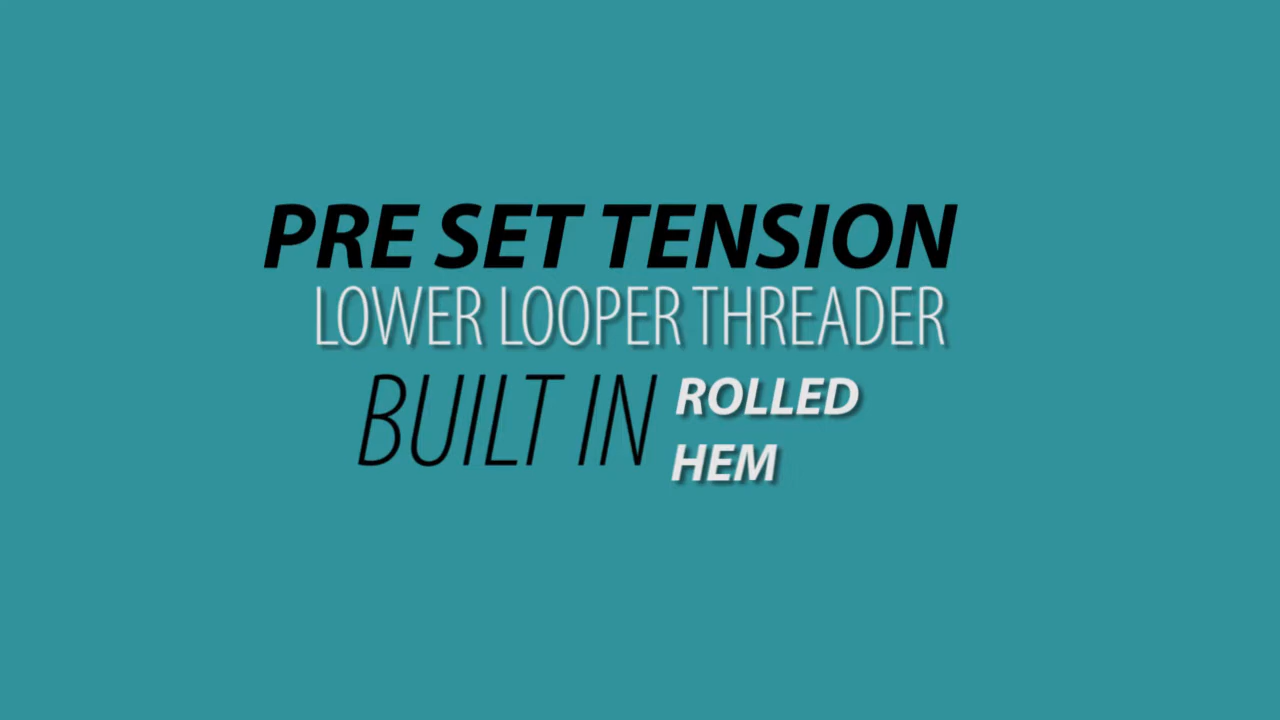 PRE SET TENSION
LOWER LOOPER THREADER
BUILT IN ROLLED
HEM